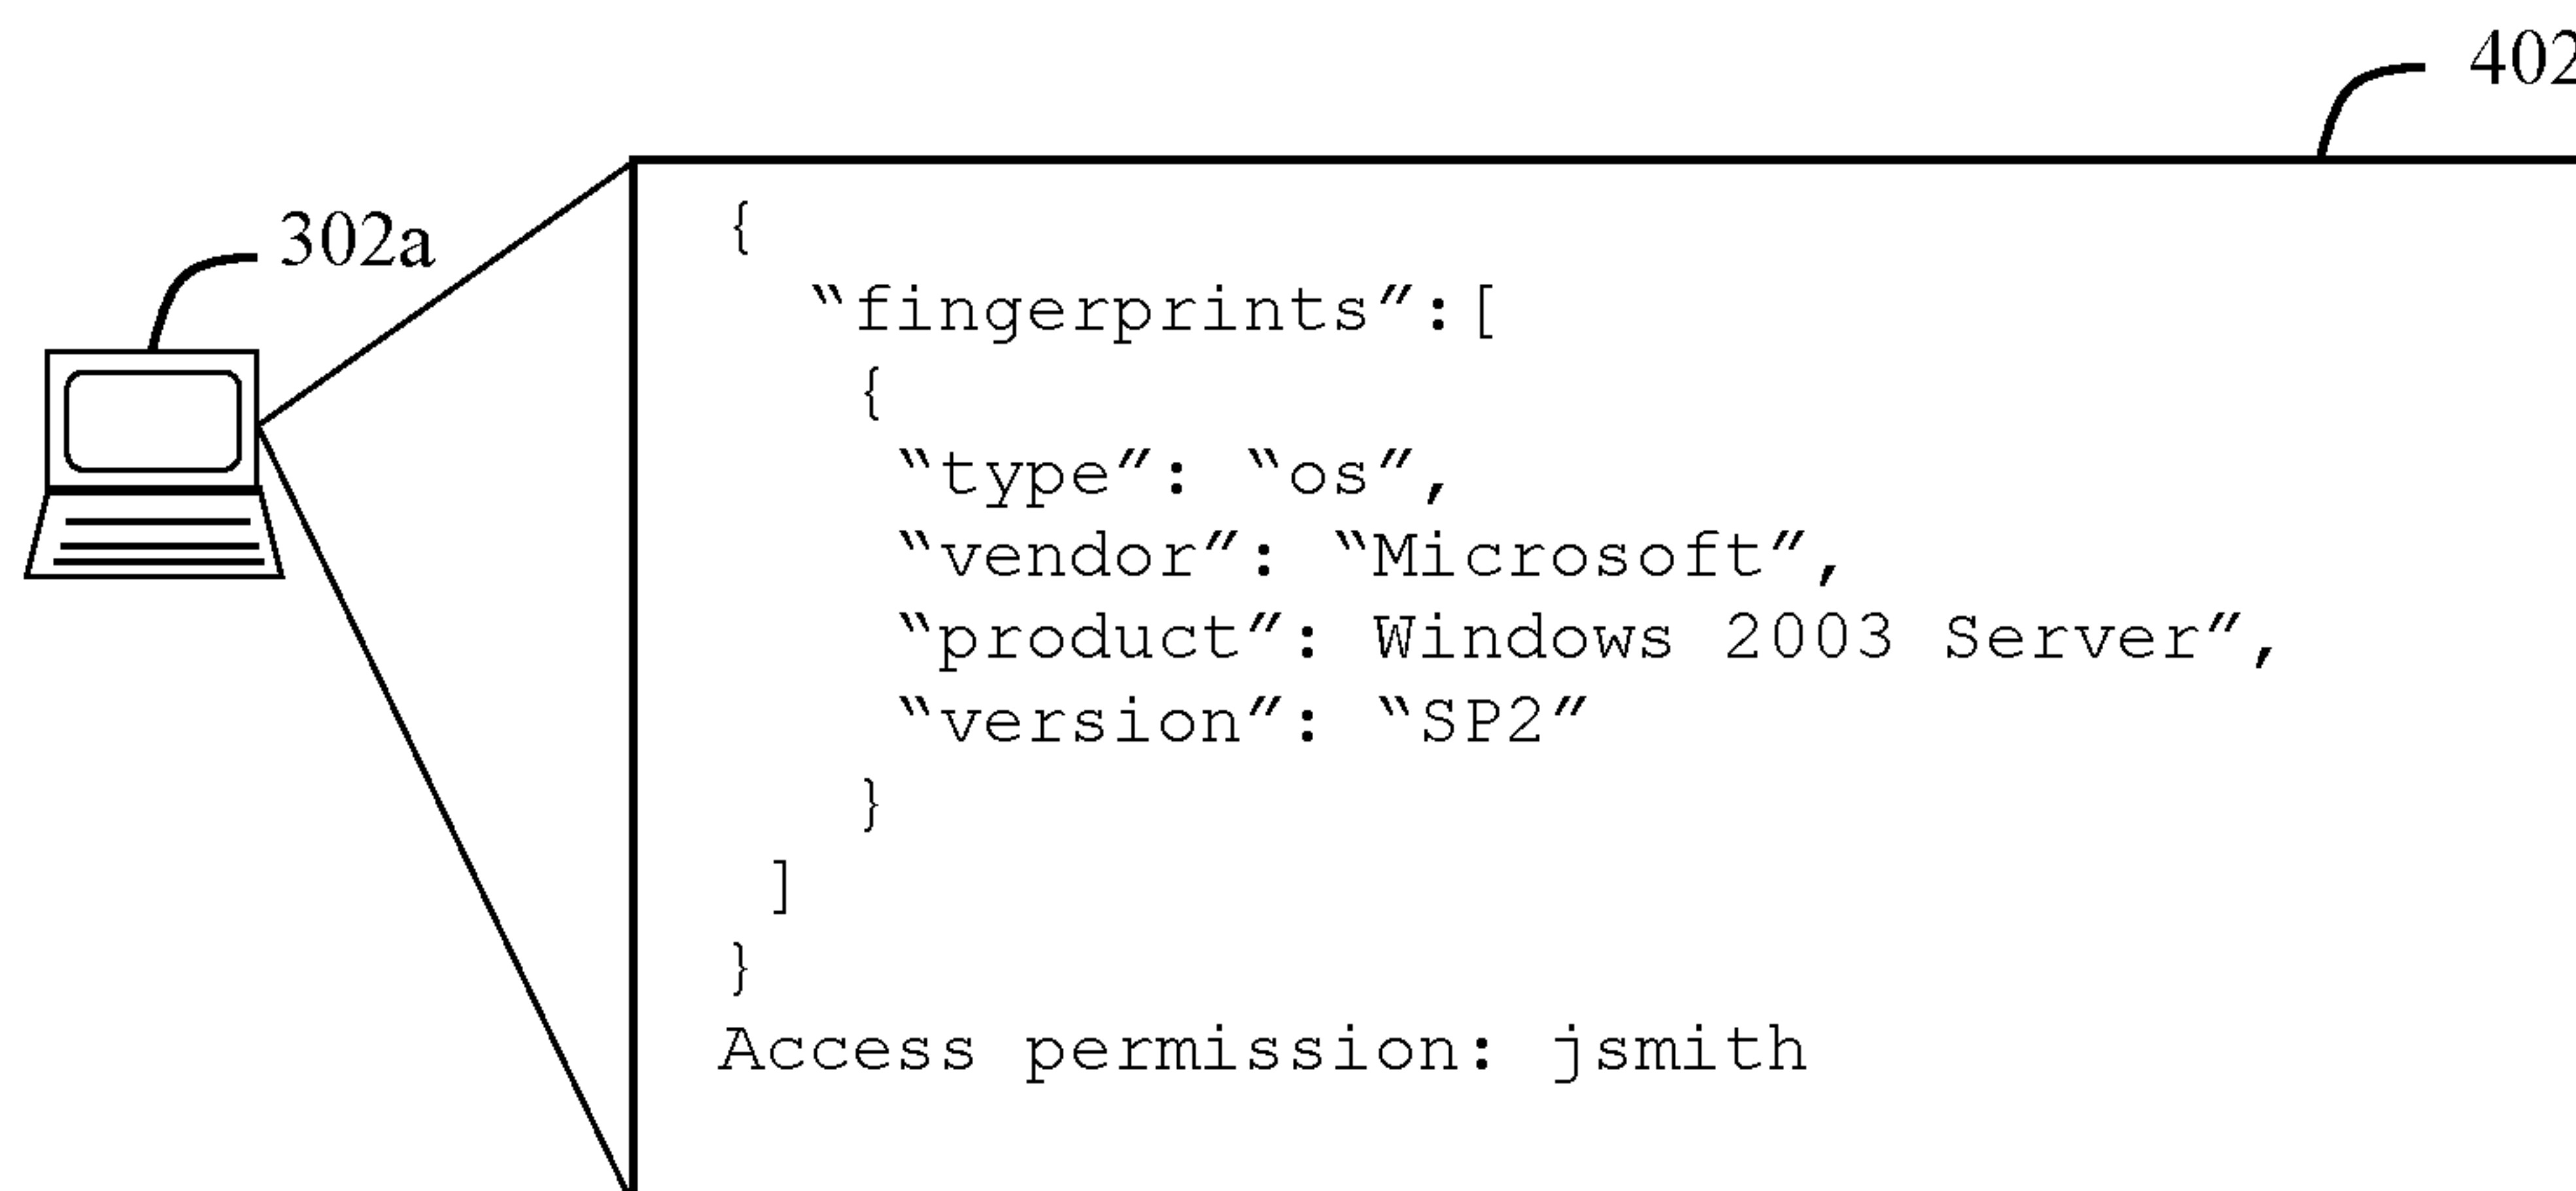 402
302a
{
“fingerprints”:[
{
“type”: “os”,
“vendor”: “Microsoft”,
“product”: Windows 2003 Server”,
“version”: “SP2”
}
]
}
Access permission: jsmith